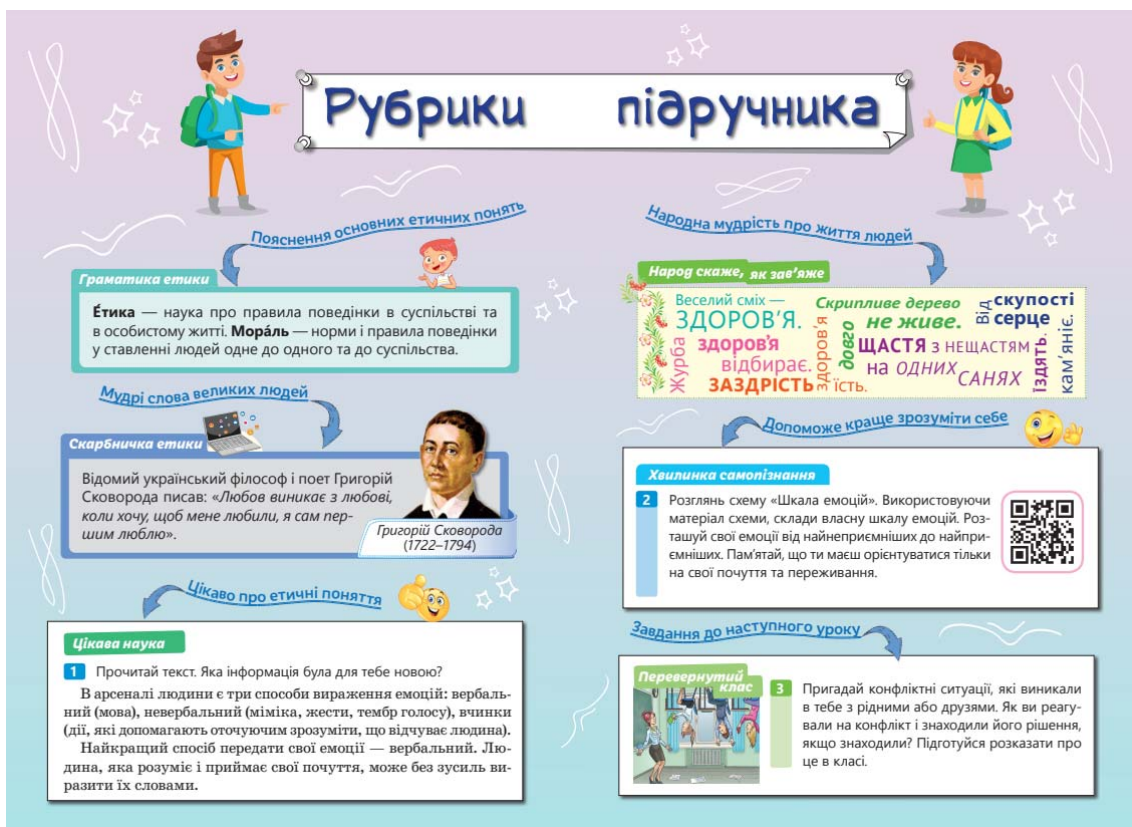 Рубрики підручника
Пояснення основних етичних понять
Граматика етики
Е́тика — наука про правила поведінки в суспільстві та
в особистому житті. Мора́ль — норми і правила поведінки
у ставленні людей одне до одного та до суспільства.
Мудрі слова великих людей
Скарбничка етики
Відомий український філософ і поет Григорій
Сковорода писав: «Любов виникає з любові,
коли хочу, щоб мене любили, я сам пер-
шим люблю».
Григорій Сковорода
(1722–1794)
Цікаво про етичні поняття
Цікава наука
1 Прочитай текст. Яка інформація була для тебе новою?
В арсеналі людини є три способи вираження емоцій: вербаль-
ний (мова), невербальний (міміка, жести, тембр голосу), вчинки
(дії, які допомагають оточуючим зрозуміти, що відчуває людина).
Найкращий спосіб передати свої емоції — вербальний. Лю-
дина, яка розуміє і приймає свої почуття, може без зусиль ви-
разити їх словами.
Народна мудрість про життя людей
Народ скаже, як зав’яже
Веселий сміх —
ЗДОРОВ’Я.
Журба
здоров’я
відбирає.
ЗАЗДРІСТЬ
здоров’я
їсть.
Скрипливе дерево
довго
не живе.
ЩАСТЯ З НЕЩАСТЯМ
на ОДНИХ
САНЯХ
їздять.
Від скупості
серце
кам’яніє.
Допоможе краще зрозуміти себе
Хвилинка самопізнання
2 Розглянь схему «Шкала емоцій». Використовуючи
матеріал схеми, склади власну шкалу емоцій. Роз-
ташуй свої емоції від найнеприємніших до найпри-
ємніших. Пам’ятай, що ти маєш орієнтуватися тільки
на свої почуття та переживання.
Завдання до наступного уроку
Перевернутий
клас
3 Пригадай конфліктні ситуації, які виникали
в тебе з рідними або друзями. Як ви реагу-
вали на конфлікт і знаходили його рішення,
якщо знаходили? Підготуйся розказати про
це в класі.